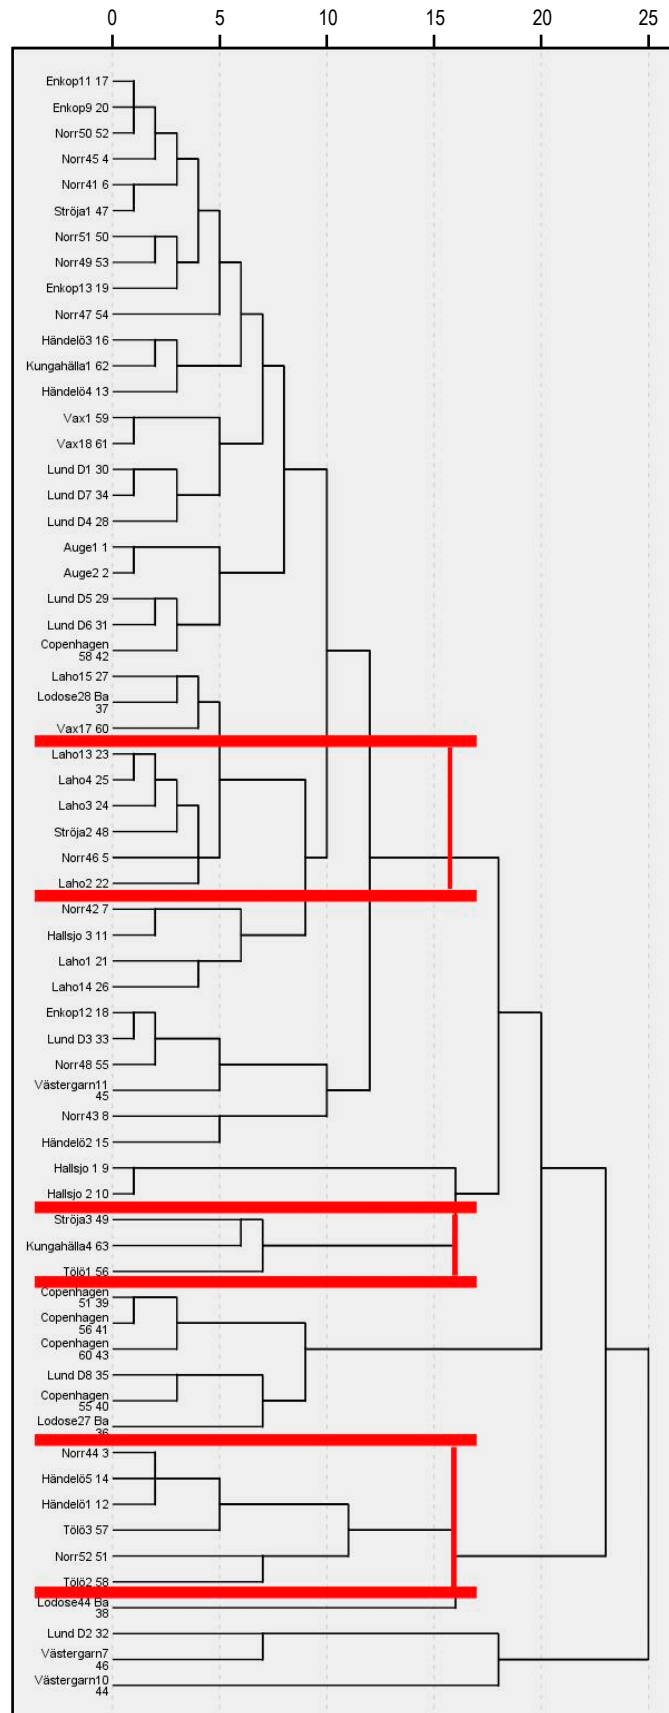 0 5 10 15 20 25
Enkop11 17
Enkop9 20
Norr50 52
Norr45 4
Norr41 6
Ströja1 47
Norr51 50
Norr49 53
Enkop13 19
Norr47 54
Händelö3 16
Kungahälla1 62
Händelö4 13
Vax1 59
Vax18 61
Lund D1 30
Lund D7 34
Lund D4 28
Auge1 1
Auge2 2
Lund D5 29
Lund D6 31
Copenhagen
58 42
Laho15 27
Lodose28 Ba
37
Vax17 60
Laho13 23
Laho4 25
Laho3 24
Ströja2 48
Norr46 5
Laho2 22
Norr42 7
Hallsjo 3 11
Laho1 21
Laho14 26
Enkop12 18
Lund D3 33
Norr48 55
Västergarn11
45
Norr43 8
Händelö2 15
Hallsjo 1 9
Hallsjo 2 10
Ströja3 49
Kungahälla4 63
Tölö1 56
Copenhagen
51 39
Copenhagen
56 41
Copenhagen
60 43
Lund D8 35
Copenhagen
55 40
Lodose27 Ba
36
Norr44 3
Händelö5 14
Händelö1 12
Tölö3 57
Norr52 51
Tölö2 58
Lodose44 Ba
38
Lund D2 32
Västergarn7
46
Västergarn10
44